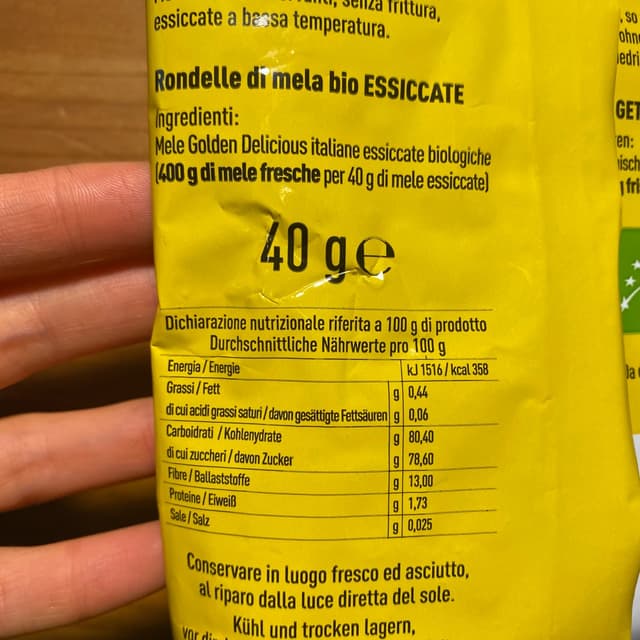 senza frittura,
essiccate a bassa temperatura.
Rondelle di mela bio ESSICCATE
Ingredienti:
Mele Golden Delicious italiane essiccate biologiche
(400 g di mele fresche per 40 g di mele essiccate)
40 g e
Dichiarazione nutrizionale riferita a 100 g di prodotto
Durchschnittliche Nährwerte pro 100 g
Energia / Energie kJ 1516 / kcal 358
Grassi / Fett g 0,44
di cui acidi grassi saturi / davon gesättigte Fettsäuren g 0,06
Carboidrati / Kohlenydrate g 80,40
di cui zuccheri / davon Zucker g 78,60
Fibre / Ballaststoffe g 13,00
Proteine / Eiweiß g 1,73
Sale / Salz g 0,025
Conservare in luogo fresco ed asciutto,
al riparo dalla luce diretta del sole.
Kühl und trocken lagern,
vor